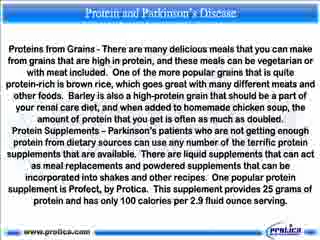 Protein and Parkinson's Disease
Proteins from Grains - There are many delicious meals that you can make
from grains that are high in protein, and these meals can be vegetarian or
with meat included.  One of the more popular grains that is quite
protein-rich is brown rice, which goes great with many different meats and
other foods.  Barley is also a high-protein grain that should be a part of
your renal care diet, and when added to homemade chicken soup, the
amount of protein that you get is often as much as doubled.
Protein Supplements – Parkinson's patients who are not getting enough
protein from dietary sources can use any number of the terrific protein
supplements that are available.  There are liquid supplements that can act
as meal replacements and powdered supplements that can be
incorporated into shakes and other recipes.  One popular protein
supplement is Profect, by Protica.  This supplement provides 25 grams of
protein and has only 100 calories per 2.9 fluid ounce serving.
www.protica.com
protica